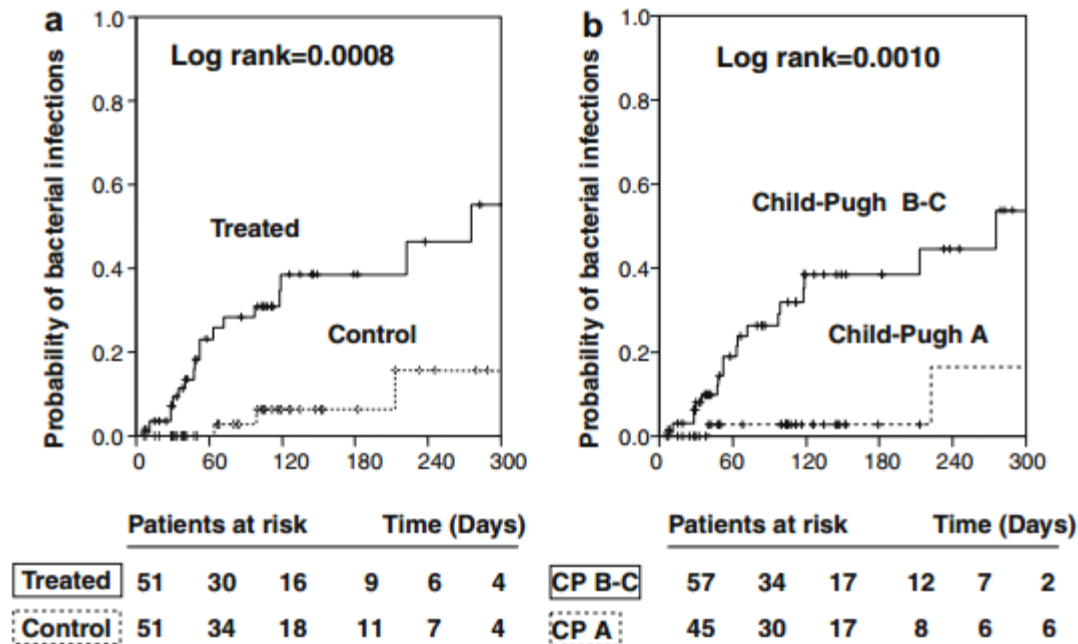 a
Log rank=0.0008
Probability of bacterial infections
1.0
0.8
0.6
0.4
0.2
0.0
Treated
Control
0 60 120 180 240 300
Patients at risk Time (Days)
Treated 51 30 16 9 6 4
Control 51 34 18 11 7 4
b
Log rank=0.0010
Probability of bacterial infections
1.0
0.8
0.6
0.4
0.2
0.0
Child-Pugh B-C
Child-Pugh A
0 60 120 180 240 300
Patients at risk Time (Days)
CP B-C 57 34 17 12 7 2
CP A 45 30 17 8 6 6